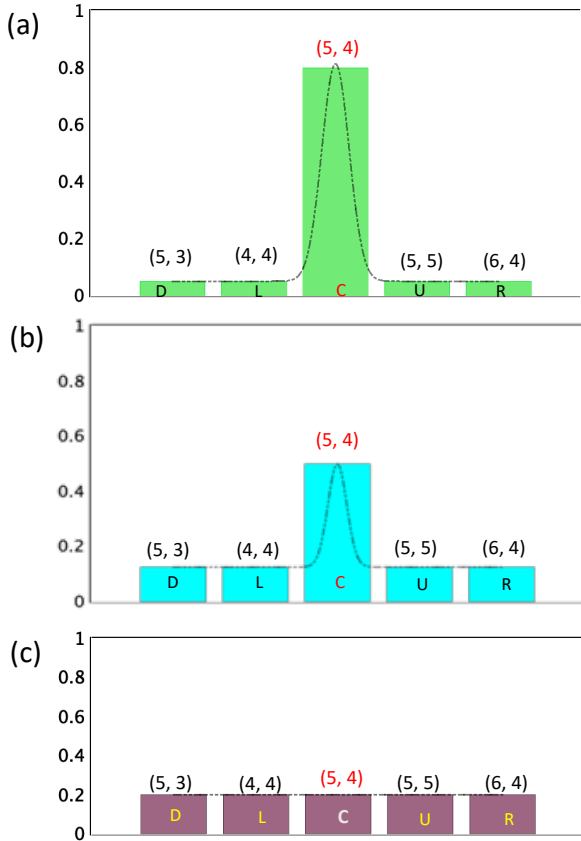 (a)
1
(5, 4)
0.8
0.6
0.4
(5, 3) (4, 4) (5, 5) (6, 4)
0.2
0
D L C U R
(b)
1
0.8
(5, 4)
0.6
0.4
(5, 3) (4, 4) (5, 5) (6, 4)
0.2
0
D L C U R
(c)
1
0.8
0.6
0.4
(5, 3) (4, 4) (5, 4) (5, 5) (6, 4)
0.2
D L C U R
0